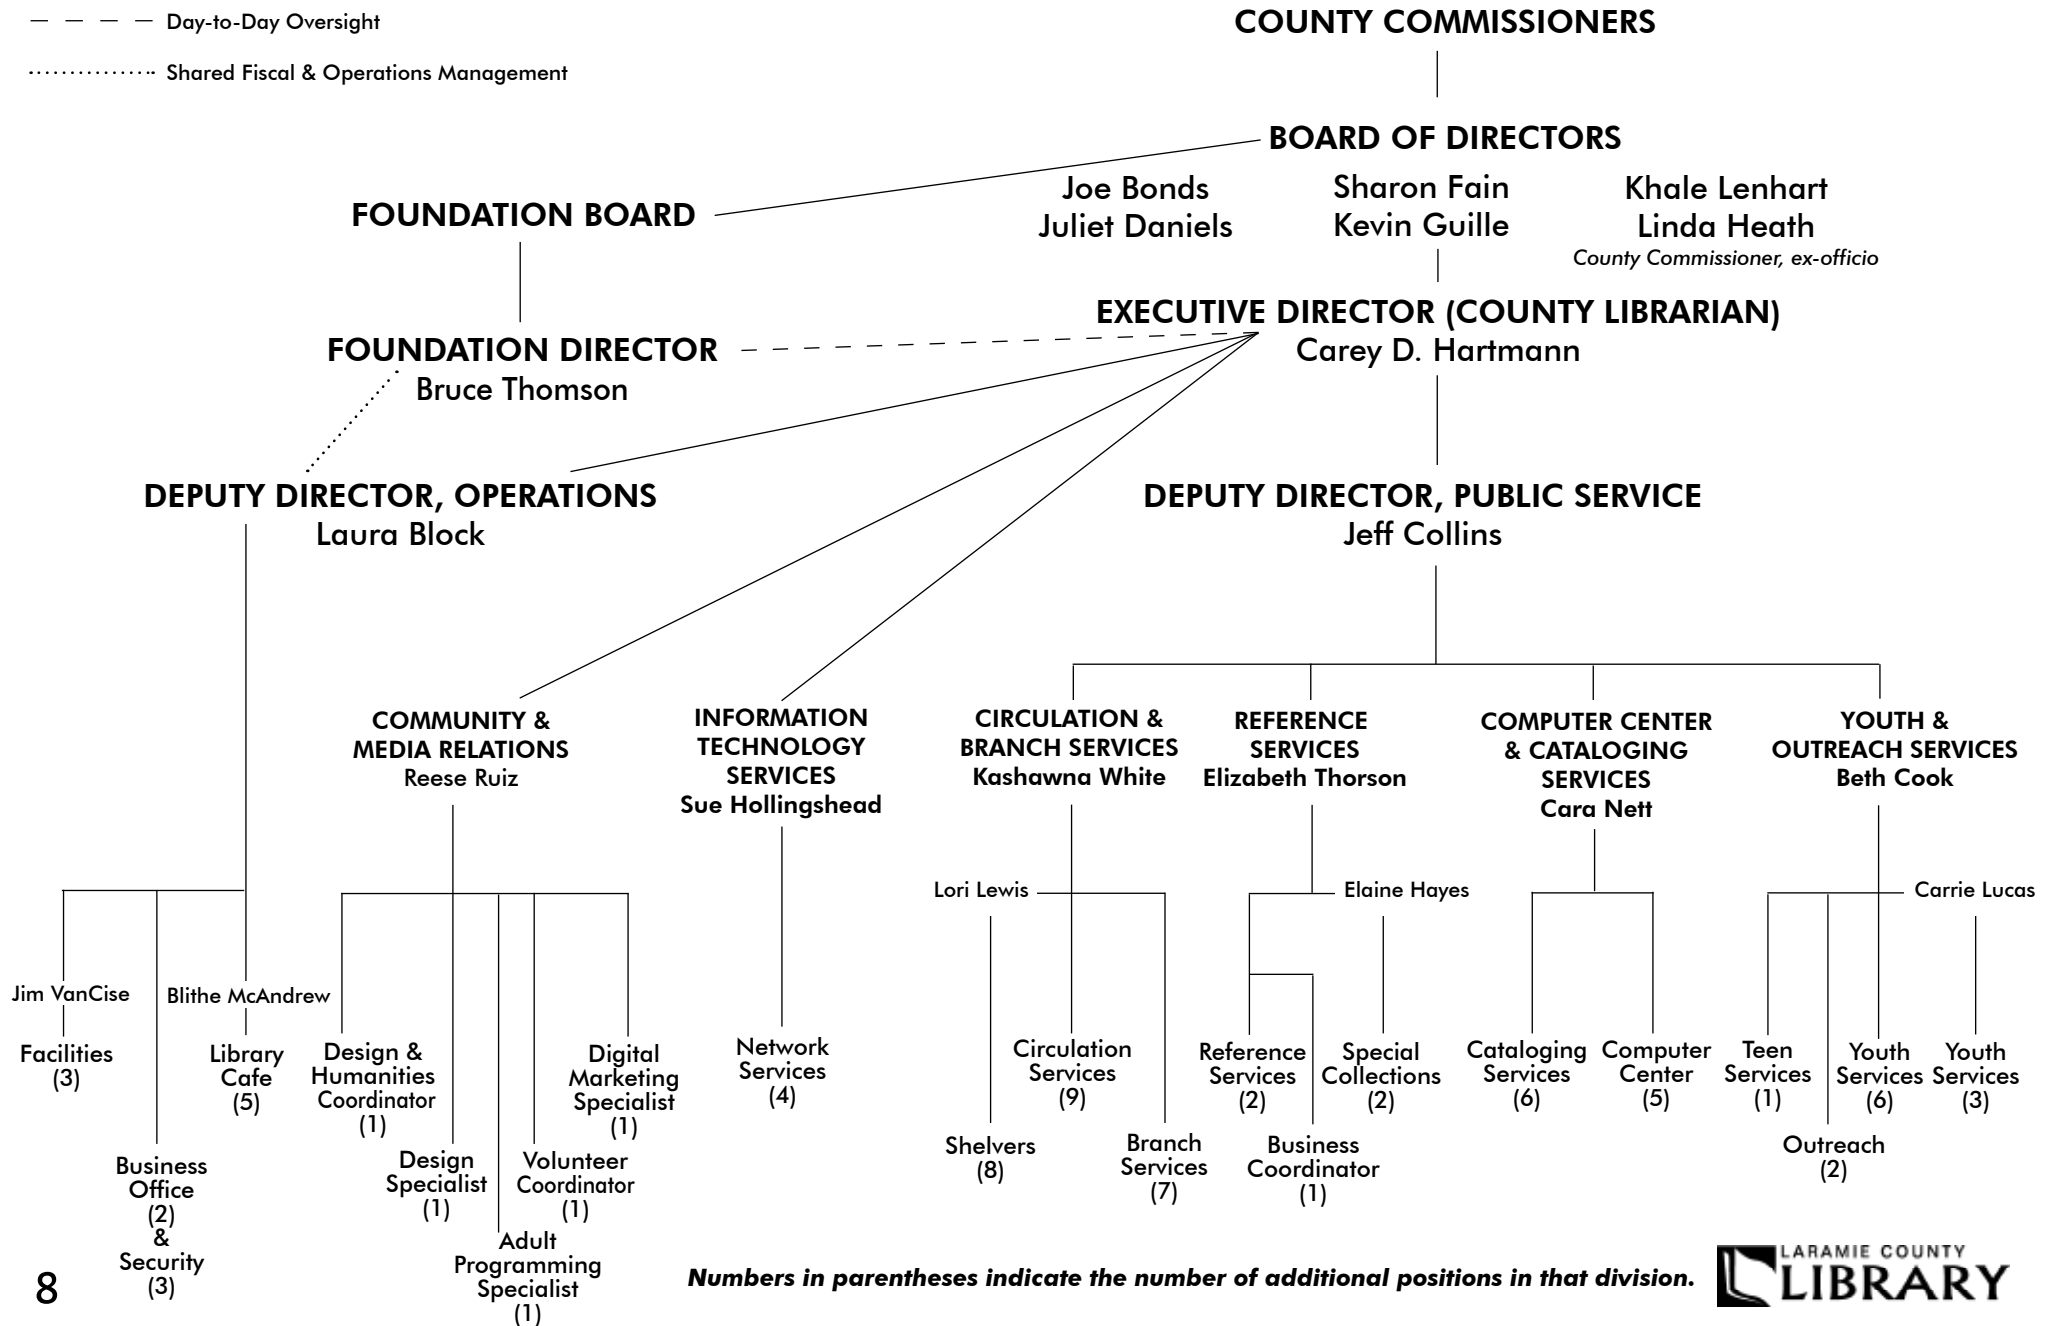 Day-to-Day Oversight
Shared Fiscal & Operations Management
COUNTY COMMISSIONERS
BOARD OF DIRECTORS
Joe Bonds
Juliet Daniels
Sharon Fain
Kevin Guille
Khale Lenhart
Linda Heath
County Commissioner, ex-officio
FOUNDATION BOARD
EXECUTIVE DIRECTOR (COUNTY LIBRARIAN)
Carey D. Hartmann
FOUNDATION DIRECTOR
Bruce Thomson
DEPUTY DIRECTOR, OPERATIONS
Laura Block
DEPUTY DIRECTOR, PUBLIC SERVICE
Jeff Collins
COMMUNITY &
MEDIA RELATIONS
Reese Ruiz
INFORMATION
TECHNOLOGY
SERVICES
Sue Hollingshead
CIRCULATION &
BRANCH SERVICES
Kashawna White
REFERENCE
SERVICES
Elizabeth Thorson
COMPUTER CENTER
& CATALOGING
SERVICES
Cara Nett
YOUTH &
OUTREACH SERVICES
Beth Cook
Lori Lewis
Elaine Hayes
Carrie Lucas
Jim VanCise
Blithe McAndrew
Facilities
(3)
Business
Office
(2)
&
Security
(3)
Library
Cafe
(5)
Design &
Humanities
Coordinator
(1)
Design
Specialist
(1)
Adult
Programming
Specialist
(1)
Volunteer
Coordinator
(1)
Digital
Marketing
Specialist
(1)
Network
Services
(4)
Shelvers
(8)
Circulation
Services
(9)
Branch
Services
(7)
Reference
Services
(2)
Business
Coordinator
(1)
Special
Collections
(2)
Cataloging
Services
(6)
Computer
Center
(5)
Teen
Services
(1)
Outreach
(2)
Youth
Services
(6)
Youth
Services
(3)
8
Numbers in parentheses indicate the number of additional positions in that division.
LARAMIE COUNTY
LIBRARY